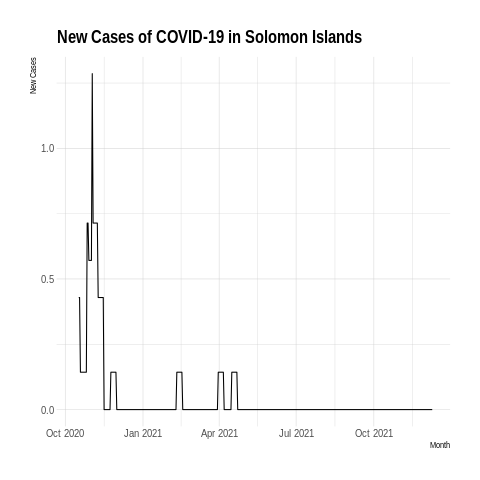 New Cases of COVID-19 in Solomon Islands
New Cases
1.0
0.5
0.0
Oct 2020 Jan 2021 Apr 2021 Jul 2021 Oct 2021
Month